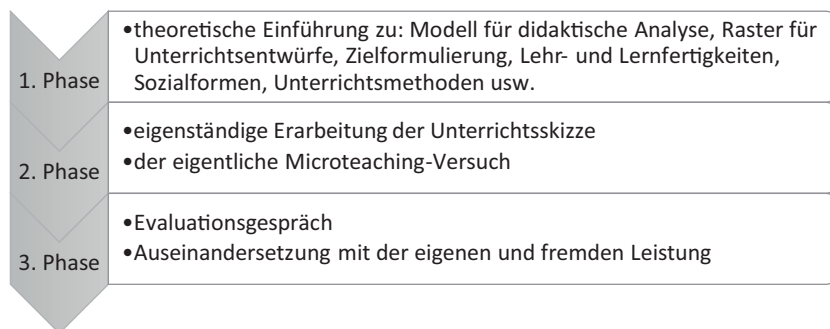 1. Phase
•theoretische Einführung zu: Modell für didaktische Analyse, Raster für
Unterrichtsentwürfe, Zielformulierung, Lehr- und Lernfertigkeiten,
Sozialformen, Unterrichtsmethoden usw.
2. Phase
•eigenständige Erarbeitung der Unterrichtsskizze
•der eigentliche Microteaching-Versuch
3. Phase
•Evaluationsgespräch
•Auseinandersetzung mit der eigenen und fremden Leistung